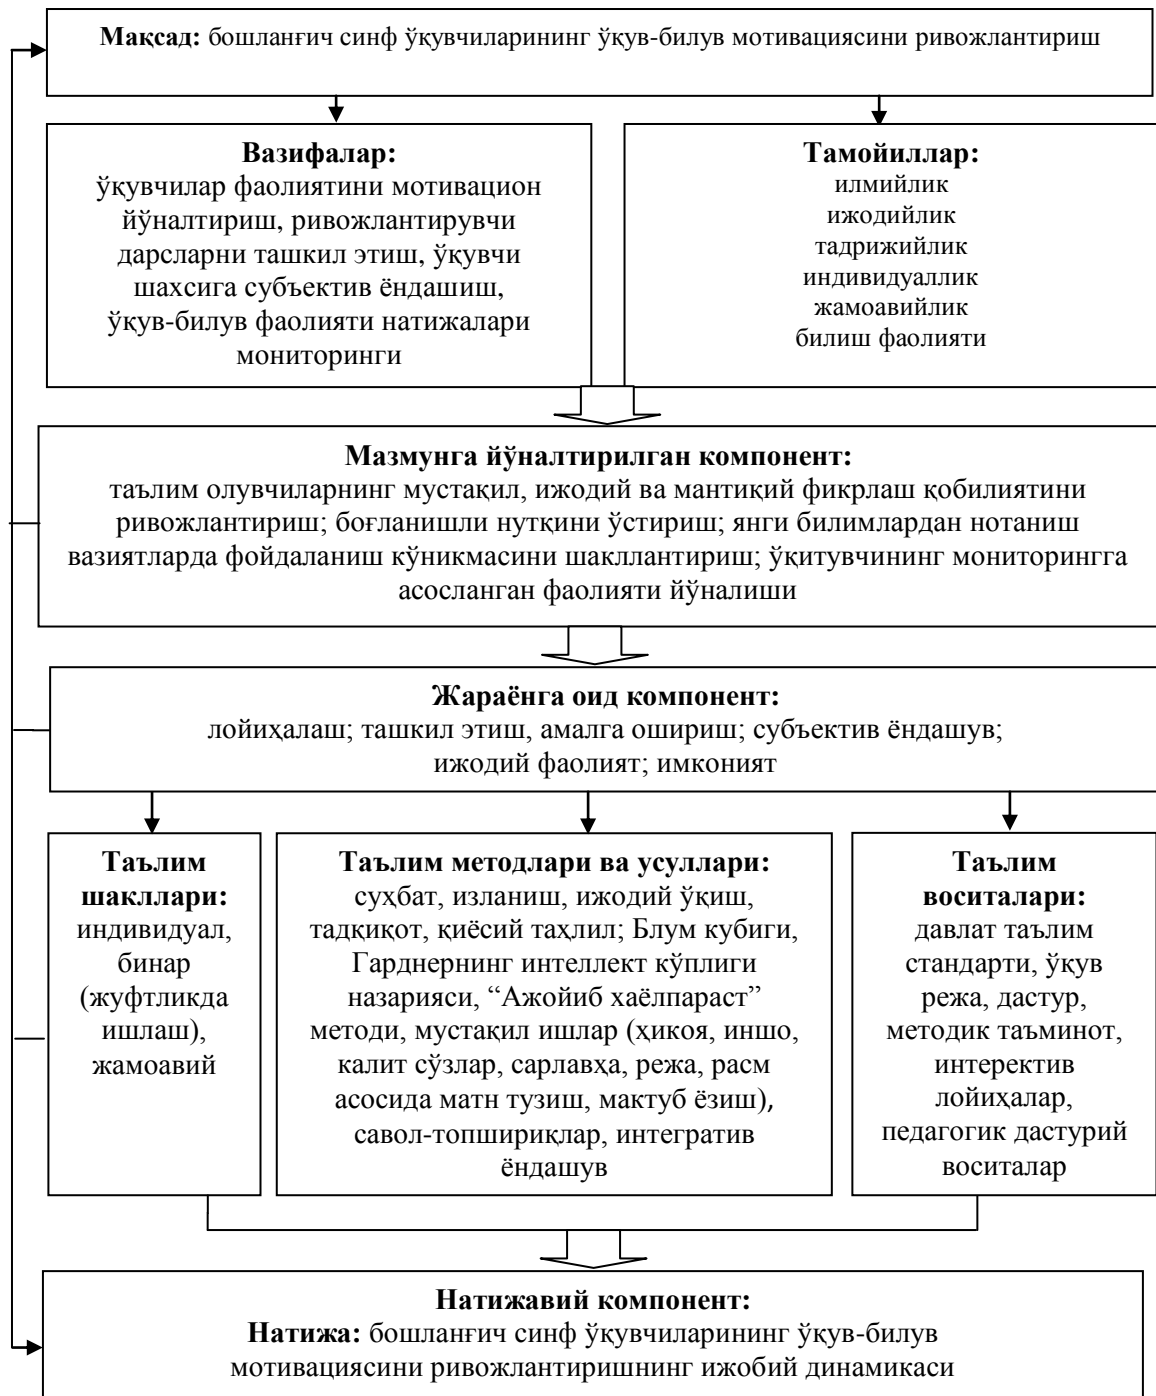 Мақсад: бошланғич синф ўқувчиларининг ўқув-билув мотивациясини ривожлантириш
Вазифалар:
ўқувчилар фаолиятини мотивацион
йўналтириш, ривожлантирувчи
дарсларни ташкил этиш, ўқувчи
шахсига субъектив ёндашиш,
ўқув-билув фаолияти натижалари
мониторинги
Тамойиллар:
илмийлик
ижодийлик
тадрижийлик
индивидуаллик
жамоавийлик
билиш фаолияти
Мазмунга йўналтирилган компонент:
таълим олувчиларнинг мустақил, ижодий ва мантиқий фикрлаш қобилиятини
ривожлантириш; боғланишли нутқини ўстириш; янги билимлардан нотаниш
вазиятларда фойдаланиш кўникмасини шакллантириш; ўқитувчининг мониторингга
асосланган фаолияти йўналиши
Жараёнга оид компонент:
лойиҳалаш; ташкил этиш, амалга ошириш; субъектив ёндашув;
ижодий фаолият; имконият
Таълим
шакллари:
индивидуал,
бинар
(жуфтликда
ишлаш),
жамоавий
Таълим методлари ва усуллари:
суҳбат, изланиш, ижодий ўқиш,
тадқиқот, қиёсий таҳлил; Блум кубиги,
Гарднернинг интеллект кўплиги
назарияси, “Ажойиб хаёлпараст”
методи, мустақил ишлар (ҳикоя, иншо,
калит сўзлар, сарлавҳа, режа, расм
асосида матн тузиш, мактуб ёзиш),
савол-топшириқлар, интегратив
ёндашув
Таълим
воситалари:
давлат таълим
стандарти, ўқув
режа, дастур,
методик таъминот,
интеректив
лойиҳалар,
педагогик дастурий
воситалар
Натижавий компонент:
Натижа: бошланғич синф ўқувчиларининг ўқув-билув
мотивациясини ривожлантиришнинг ижобий динамикаси